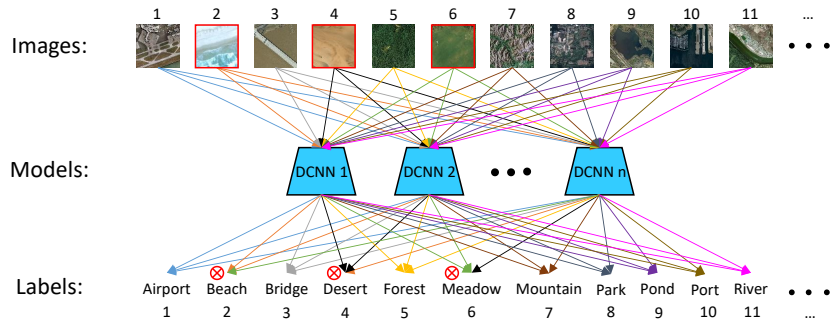 1 2 3 4 5 6 7 8 9 10 11 ...
Images:
Models:
DCNN 1 DCNN 2 DCNN n
Labels:
Airport Beach Bridge Desert Forest Meadow Mountain Park Pond Port River
1 2 3 4 5 6 7 8 9 10 11 ...